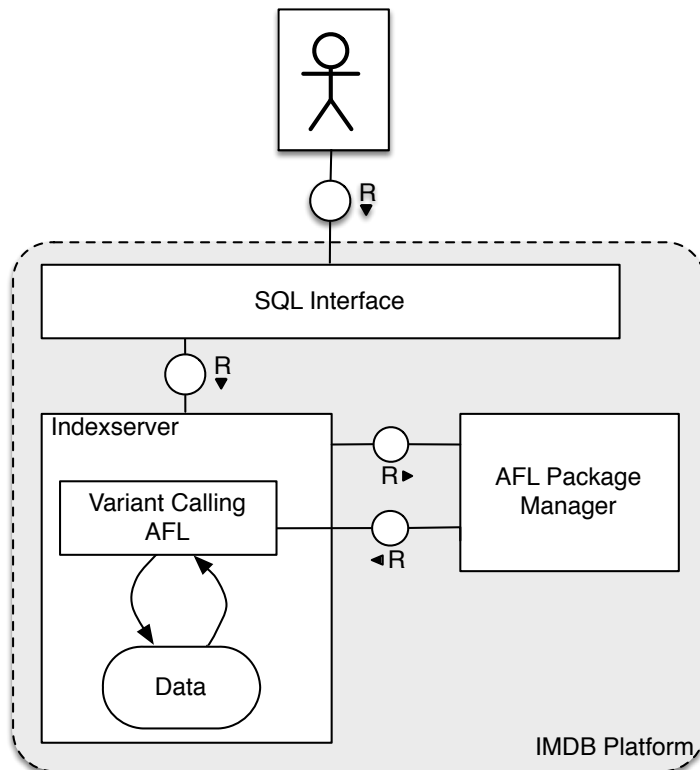 R
SQL Interface
R
Indexserver
Variant Calling
AFL
R
R
AFL Package
Manager
Data
IMDB Platform